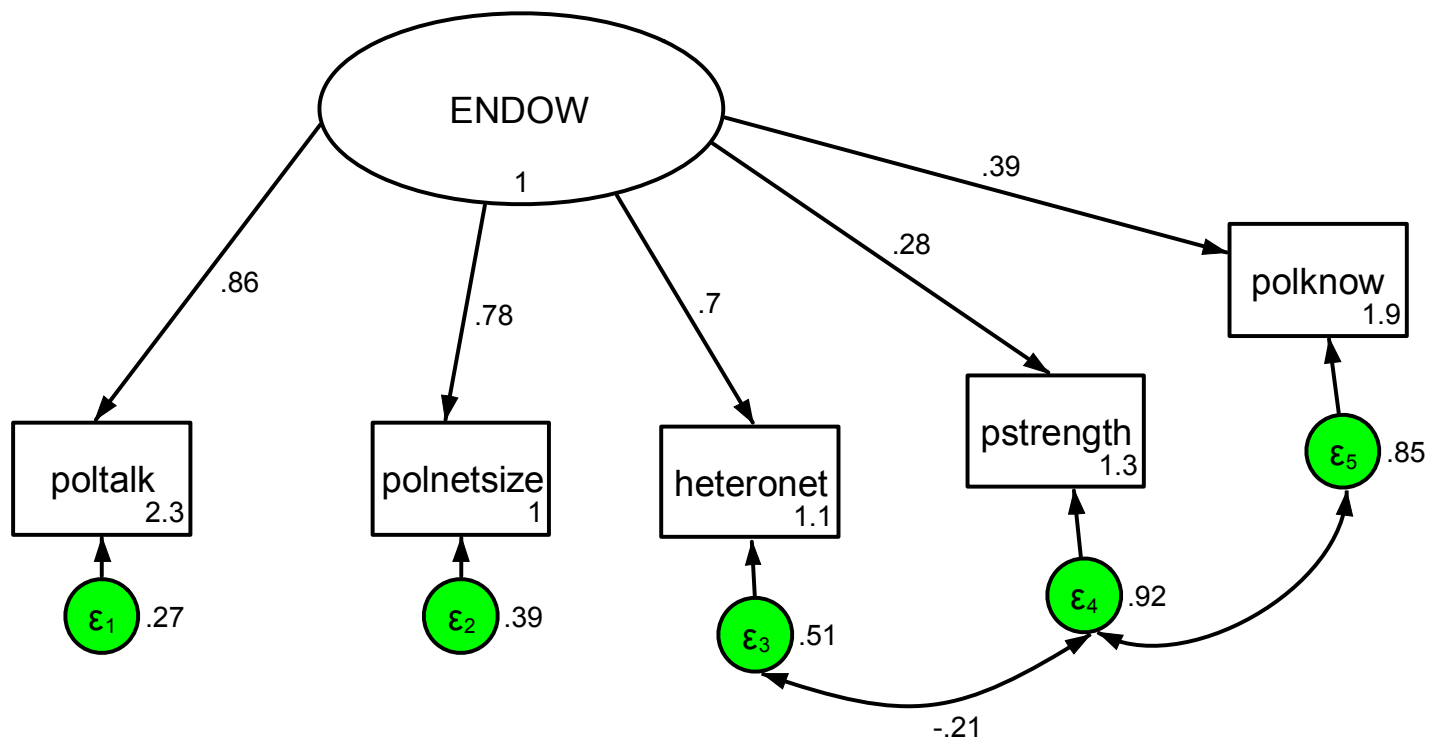 ENDOW
1
.39
.28
.86
.78
.7
polknow
1.9
pstrength
1.3
poltalk
2.3
polnetsize
1
heteronet
1.1
ε5 .85
ε4 .92
ε1 .27
ε2 .39
ε3 .51
-.21